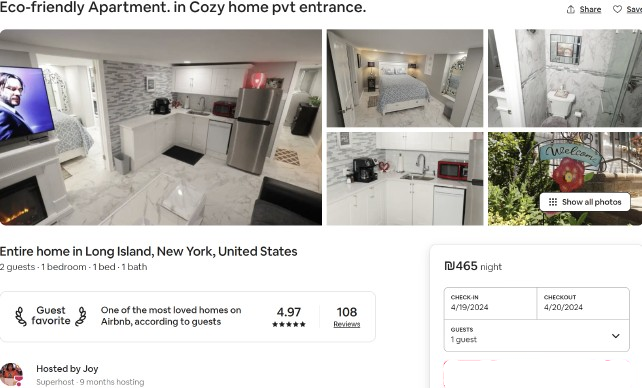 Eco-friendly Apartment. in Cozy home pvt entrance.
Share
Save
Welcome
Show all photos
Entire home in Long Island, New York, United States
2 guests · 1 bedroom · 1 bed · 1 bath
Guest favorite
One of the most loved homes on
Airbnb, according to guests
4.97
108
Reviews
Hosted by Joy
Superhost · 9 months hosting
₪465 night
CHECK-IN
4/19/2024
CHECKOUT
4/20/2024
GUESTS
1 guest